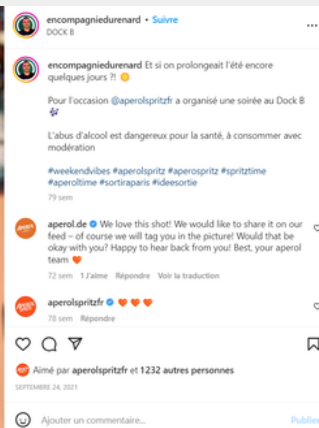 encompagniedurenard • Suivre
DOCK B
encompagniedurenard Et si on prolongeait l'été encore
quelques jours ?! 🌞
Pour l'occasion @aperolspritzfr a organisé une soirée au Dock B
🎉
L'abus d'alcool est dangereux pour la santé, à consommer avec
modération
#weekendvibes #aperolspritz #aperospritz #spritztime
#aperoltime #sortiraparis #ideesortie
79 sem
aperol.de We love this shot! We would like to share it on our
feed – of course we will tag you in the picture! Would that be
okay with you? Happy to hear back from you! Best, your aperol
team 🧡
72 sem 1 J'aime Répondre Voir la traduction
aperolspritzfr 🧡 🧡 🧡
78 sem Répondre
Aimé par aperolspritzfr et 1232 autres personnes
SEPTEMBRE 24, 2021
Ajouter un commentaire... Publier